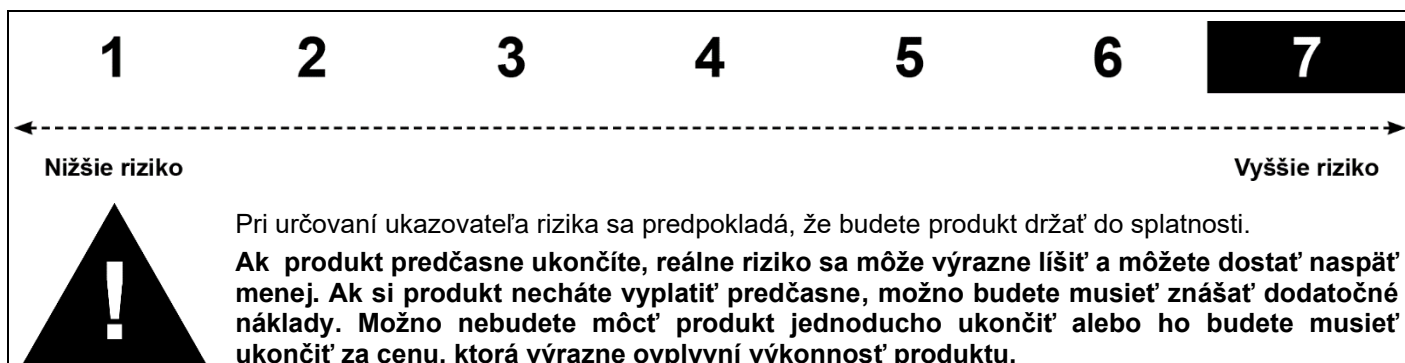 1 2 3 4 5 6 7
Nižšie riziko Vyššie riziko
!
Pri určovaní ukazovateľa rizika sa predpokladá, že budete produkt držať do splatnosti.
Ak produkt predčasne ukončíte, reálne riziko sa môže výrazne líšiť a môžete dostať naspäť
menej. Ak si produkt necháte vyplatiť predčasne, možno budete musieť znášať dodatočné
náklady. Možno nebudete môcť produkt jednoducho ukončiť alebo ho budete musieť
ukončiť za cenu, ktorá výrazne ovplyvní výkonnosť produktu.